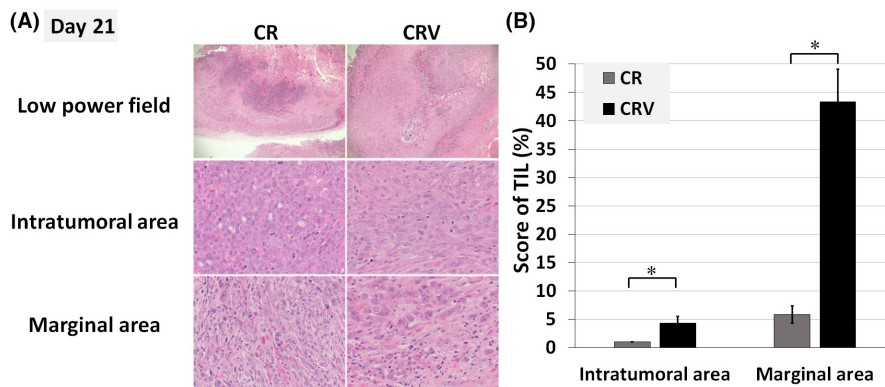 (A) Day 21
CR
CRV
Low power field
Intratumoral area
Marginal area
(B)
*
*
CR
CRV
Score of TIL (%)
50
45
40
35
30
25
20
15
10
5
0
Intratumoral area
Marginal area